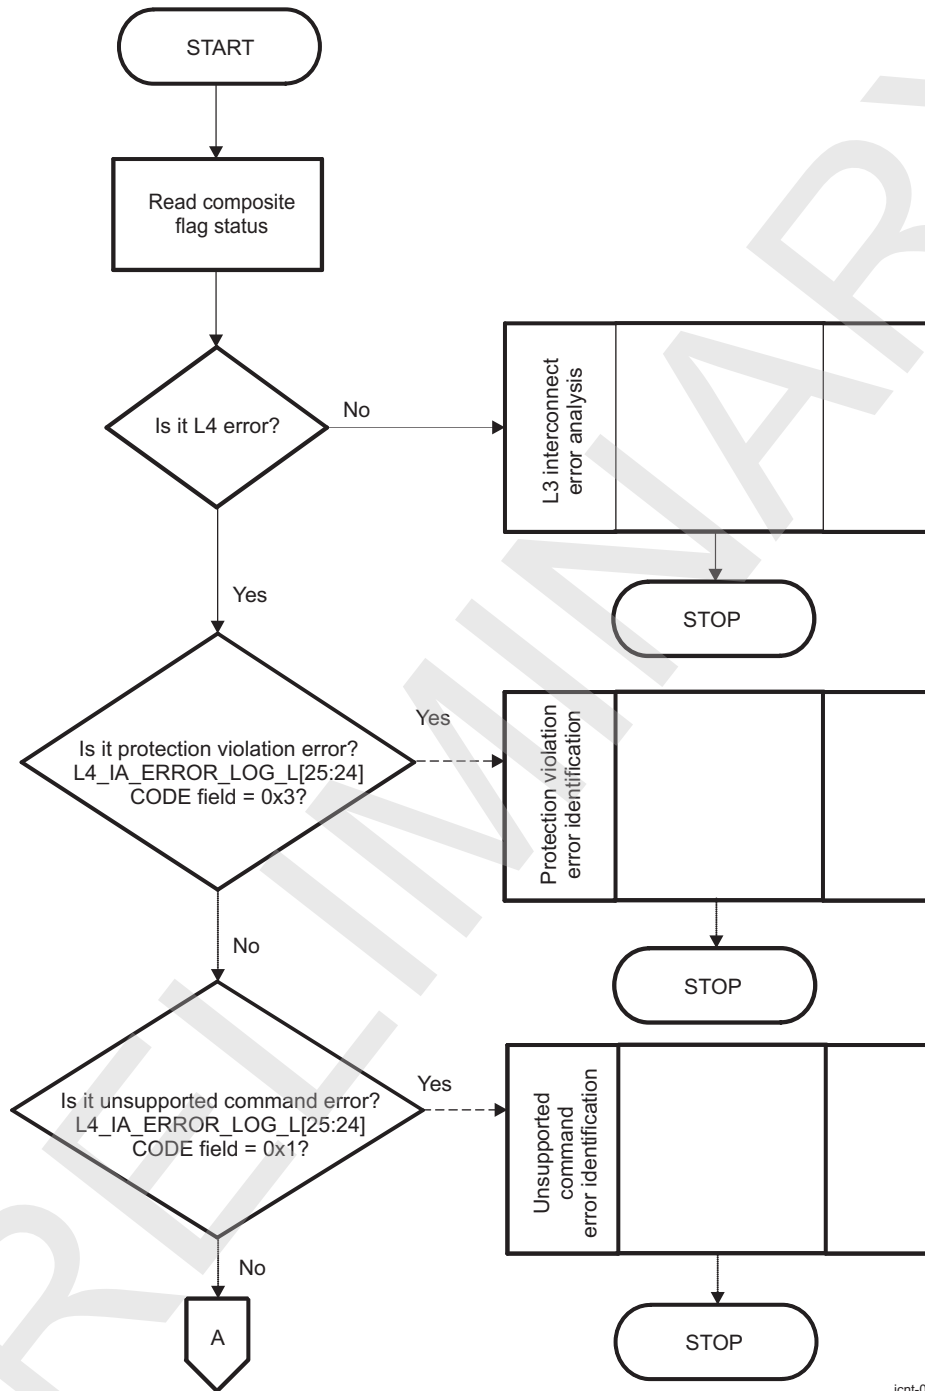 START
Read composite
flag status
Is it L4 error?
No
L3 interconnect
error analysis
STOP
Yes
Is it protection violation error?
L4_IA_ERROR_LOG_L[25:24]
CODE field = 0x3?
Yes
Protection violation
error identification
STOP
No
Is it unsupported command error?
L4_IA_ERROR_LOG_L[25:24]
CODE field = 0x1?
Yes
Unsupported
command
error identification
STOP
No
A
PRELIMINARY